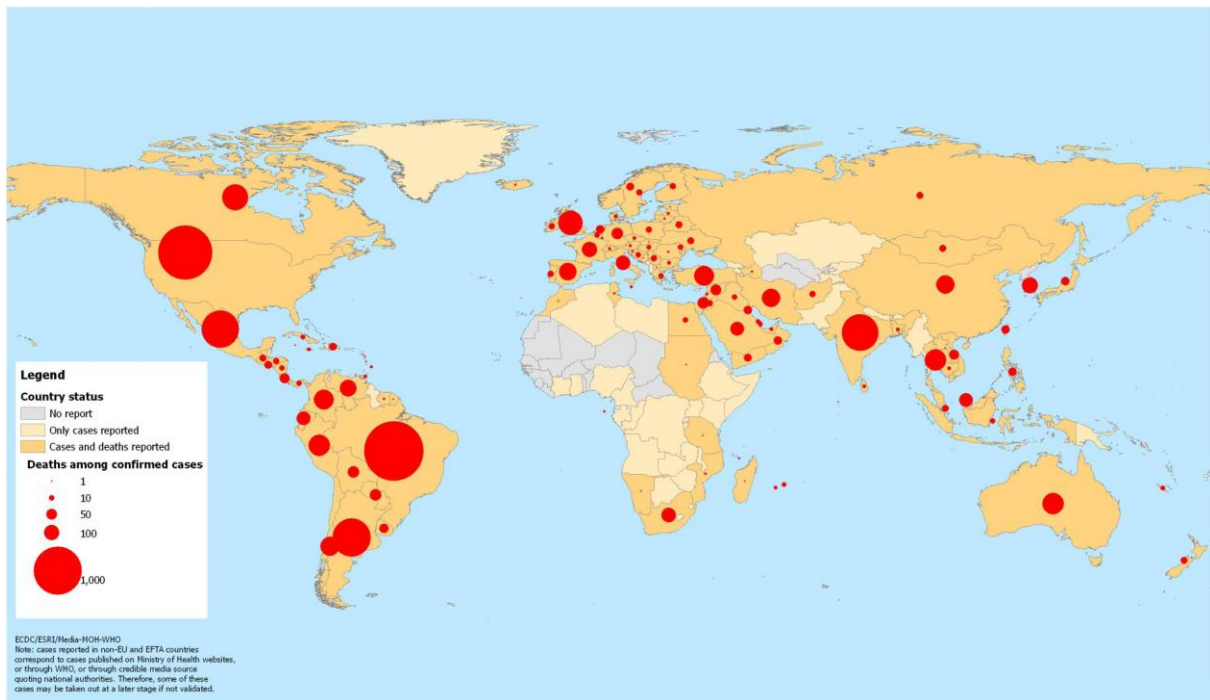 Legend
Country status
No report
Only cases reported
Cases and deaths reported
Deaths among confirmed cases
1
10
50
100
1,000
ECDC/ESRI/Media-MOH-WHO
Note: cases reported in non-EU and EFTA countries
correspond to cases published on Ministry of Health websites,
or through WHO, or through credible media source
quoting national authorities. Therefore, some of these
cases may be taken out at a later stage if not validated.